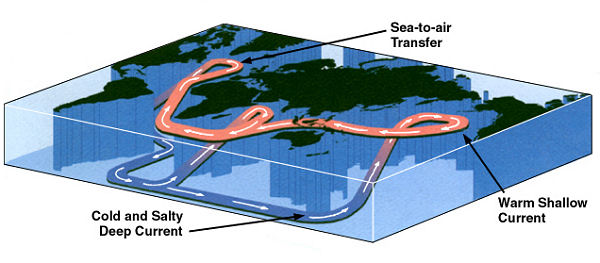 Sea-to-air
Transfer
Cold and Salty
Deep Current
Warm Shallow
Current